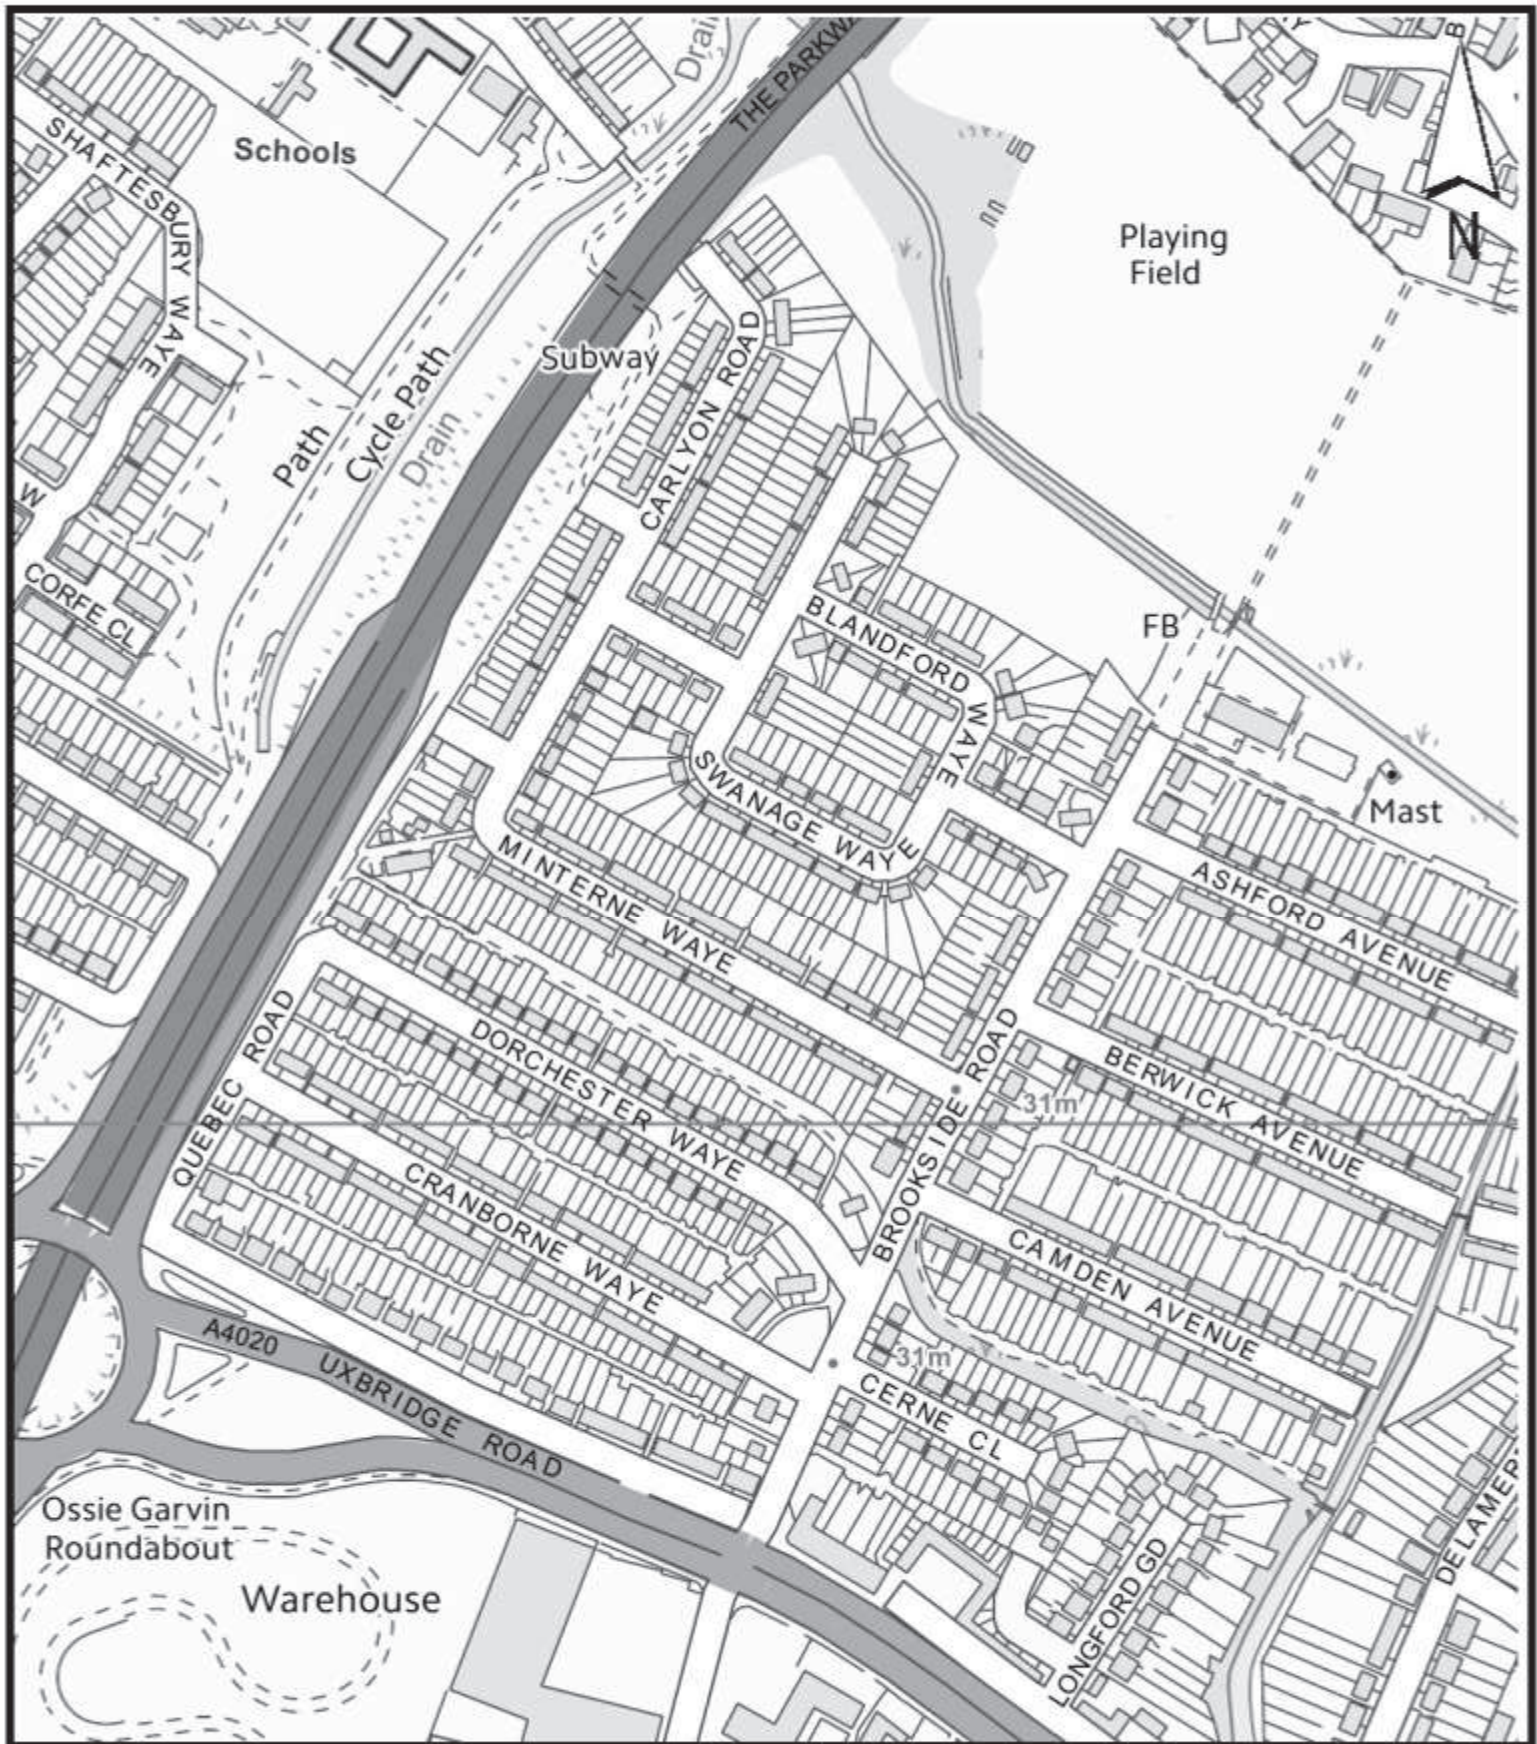 Drain
THE PARKWA
B
SHAFTESBURY WAYE
Schools
N
Playing
Field
Subway
CARLYON ROAD
Path
Cycle Path
Drain
W
CORFE CL
BLANDFORD WAYE
FB
SWANAGE WAYE
Mast
MINTERNE WAYE
ASHFORD AVENUE
QUEBEC ROAD
DORCHESTER WAYE
BROOKSIDE ROAD
31m
BERWICK AVENUE
CRANBORNE WAYE
CAMDEN AVENUE
A4020 UXBRIDGE ROAD
31m
CERNE CL
Ossie Garvin
Roundabout
Warehouse
LONGFORD GD
DELAMER